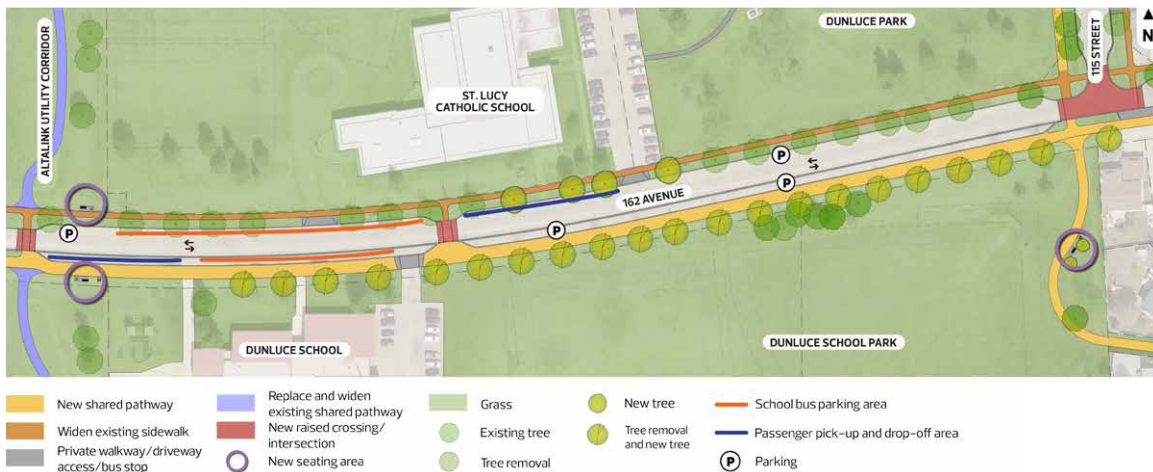 DUNLUCE PARK
▲
N
115 STREET
ALTALINK UTILITY CORRIDOR
ST. LUCY
CATHOLIC SCHOOL
P
P
162 AVENUE
P
P
DUNLUCE SCHOOL
DUNLUCE SCHOOL PARK
New shared pathway
Widen existing sidewalk
Private walkway/driveway
access/bus stop
Replace and widen
existing shared pathway
New raised crossing/
intersection
New seating area
Grass
Existing tree
Tree removal
New tree
Tree removal
and new tree
School bus parking area
Passenger pick-up and drop-off area
P Parking